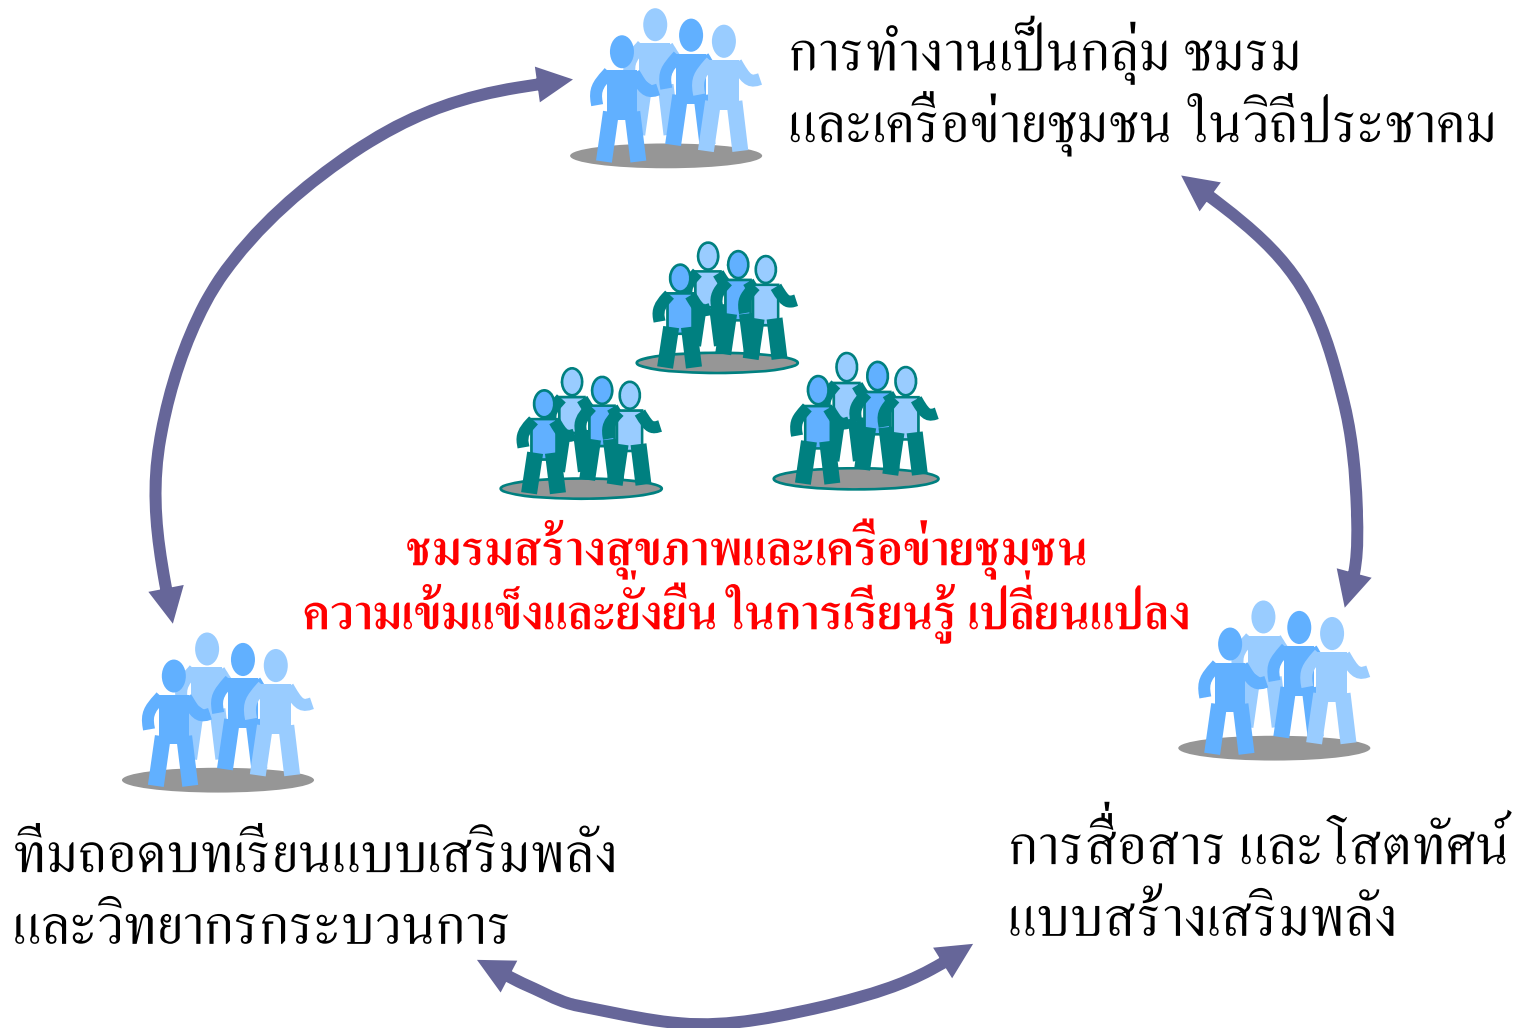 การทำงานเป็นกลุ่ม ชมรม
และเครือข่ายชุมชน ในวิถีประชาคม
ชมรมสร้างสุขภาพและเครือข่ายชุมชน
ความเข้มแข็งและยั่งยืน ในการเรียนรู้ เปลี่ยนแปลง
ทีมถอดบทเรียนแบบเสริมพลัง
และวิทยากรกระบวนการ
การสื่อสาร และโสตทัศน์
แบบสร้างเสริมพลัง